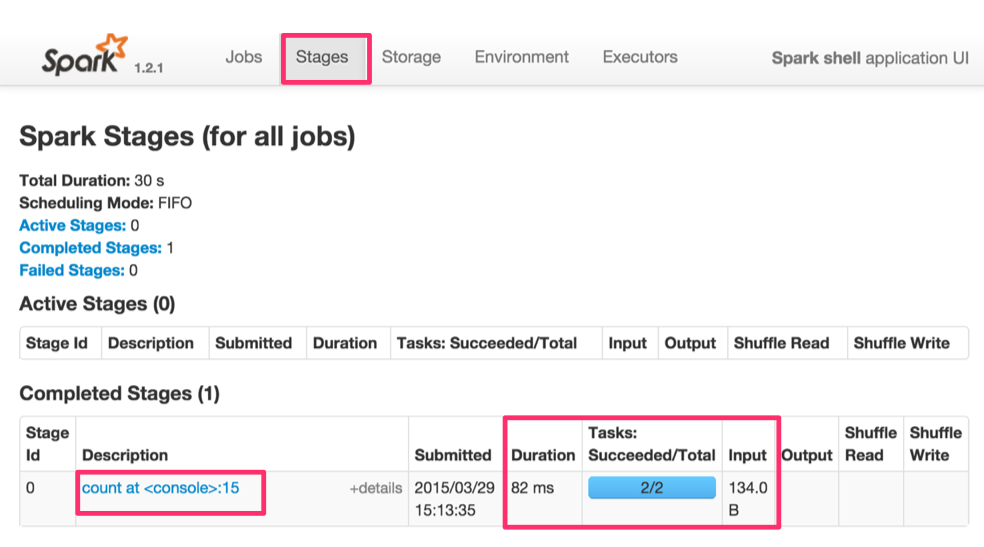 Spark 1.2.1 Jobs Stages Storage Environment Executors Spark shell application UI
Spark Stages (for all jobs)
Total Duration: 30 s
Scheduling Mode: FIFO
Active Stages: 0
Completed Stages: 1
Failed Stages: 0
Active Stages (0)
Stage Id Description Submitted Duration Tasks: Succeeded/Total Input Output Shuffle Read Shuffle Write
Completed Stages (1)
Stage Id Description Submitted Duration Tasks: Succeeded/Total Input Output Shuffle Read Shuffle Write
0 count at <console>:15 +details 2015/03/29 15:13:35 82 ms 2/2 134.0 B